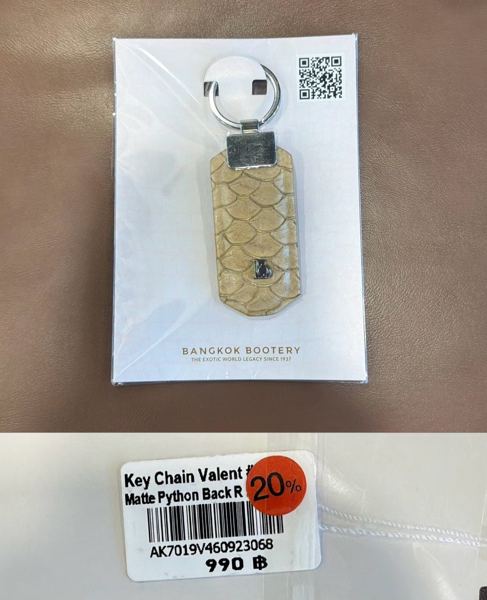 BANGKOK BOOTERY
THE EXOTIC WORLD LEGACY SINCE 1937
Key Chain Valent
Matte Python Back R
20%
AK7019V460923068
990 ฿